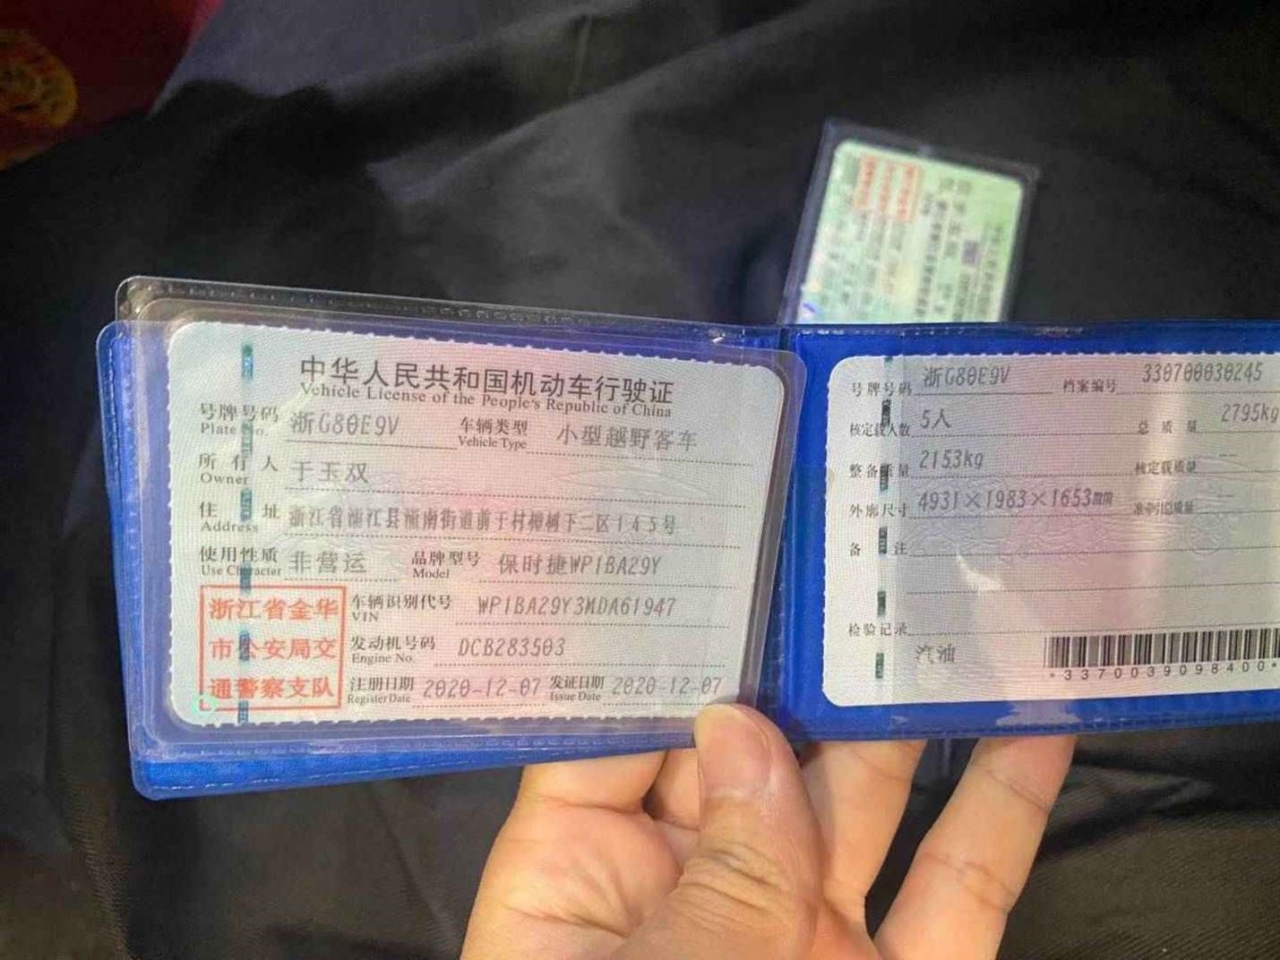 中华人民共和国机动车行驶证
Vehicle License of the People's Republic of China
号牌号码 浙G80E9V 车辆类型 小型越野客车
Plate No. Vehicle Type
所有人 于玉双
Owner
住址 浙江省浦江县浦南街道前于村樟树下二区145号
Address
使用性质 非营运 品牌型号 保时捷WP1BA29Y
Use Character Model
浙江省金华
市公安局交
通警察支队
车辆识别代号 WP1BA29Y3MDA61947
VIN
发动机号码 DCB283503
Engine No.
注册日期 2020-12-07 发证日期 2020-12-07
Register Date Issue Date
号牌号码 浙G80E9V 档案编号 330700030245
核定载人数 5人 总质量 2795kg
整备质量 2153kg 核定载质量 --
外廓尺寸 4931×1983×1653mm 准牵引总质量 --
备注
检验记录
汽油
*3370039098400*